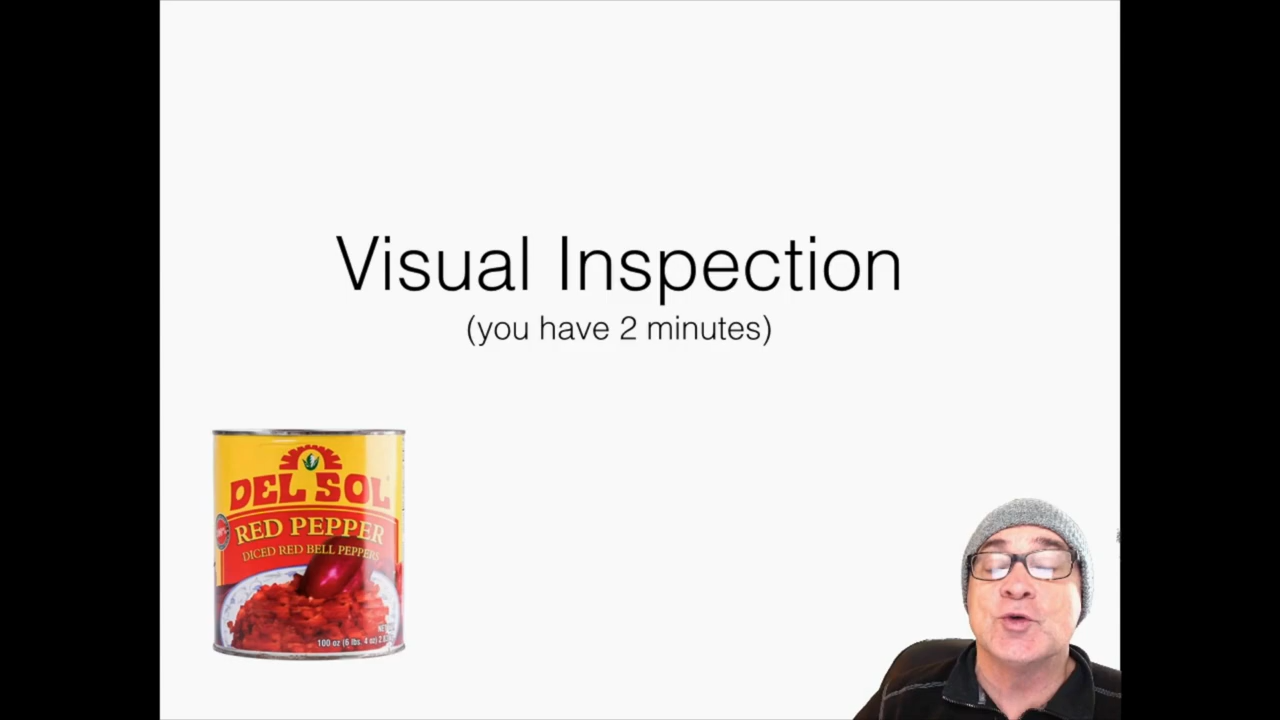 Visual Inspection
(you have 2 minutes)
DEL SOL
RED PEPPER
DICED RED BELL PEPPERS
100 oz (6 lbs. 4 oz)